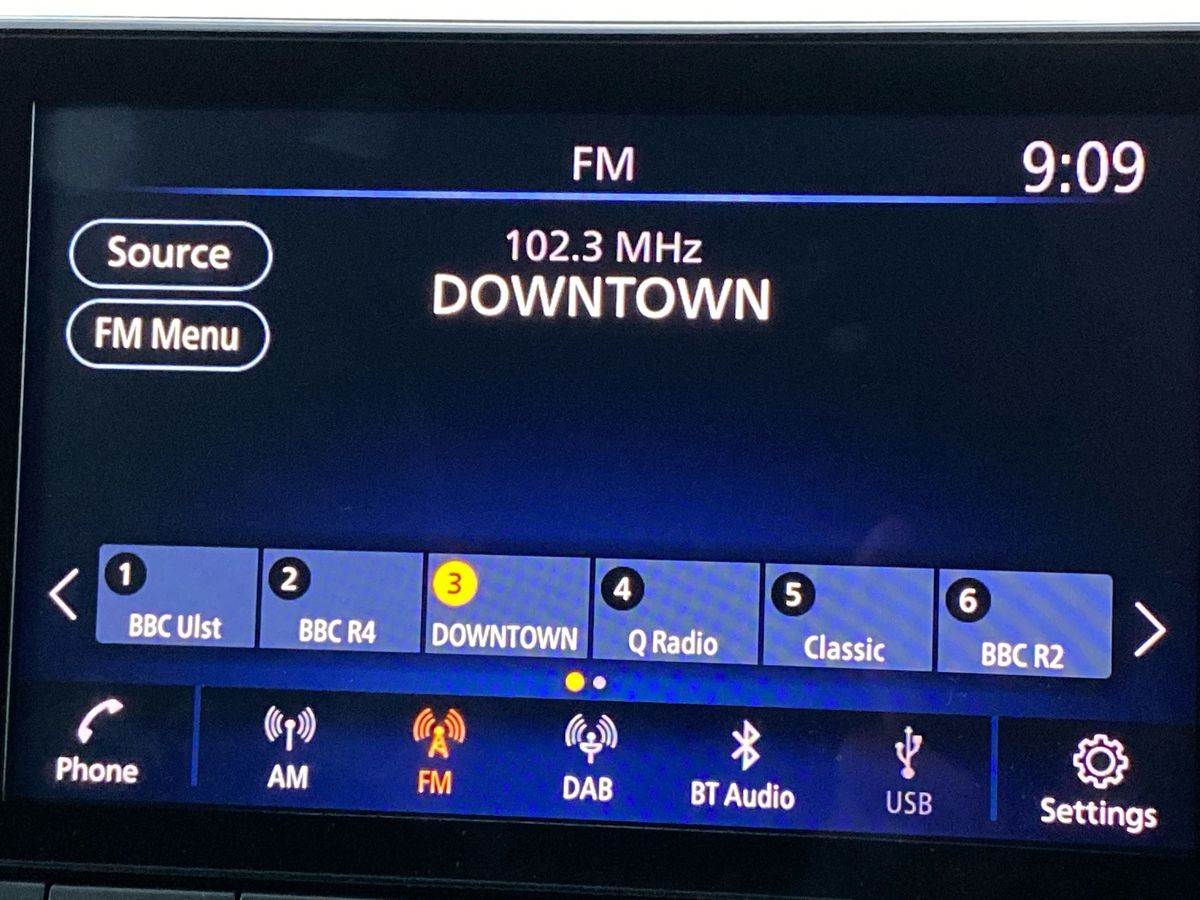 FM
9:09
Source
102.3 MHz
DOWNTOWN
FM Menu
1
BBC Ulst
2
BBC R4
3
DOWNTOWN
4
Q Radio
5
Classic
6
BBC R2
Phone
AM
FM
DAB
BT Audio
USB
Settings